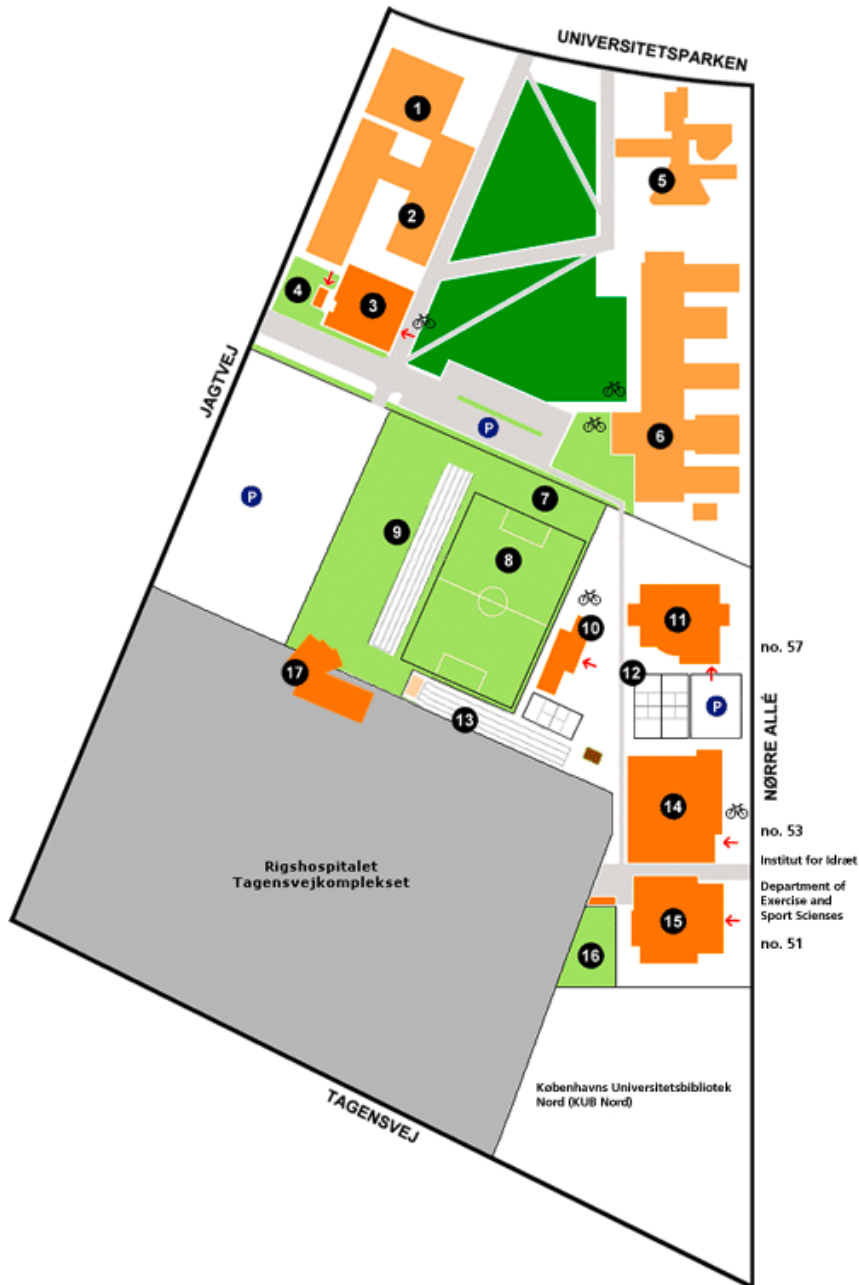 UNIVERSITETSPARKEN
1
5
2
4
3
JAGTVEJ
P
6
P
7
9
8
10
11
no. 57
17
12
P
13
NØRRE ALLÉ
14
no. 53
Rigshospitalet
Tagensvejkomplekset
Institut for Idræt
Department of
Exercise and
Sport Scienses
15
no. 51
16
Københavns Universitetsbibliotek
Nord (KUB Nord)
TAGENSVEJ